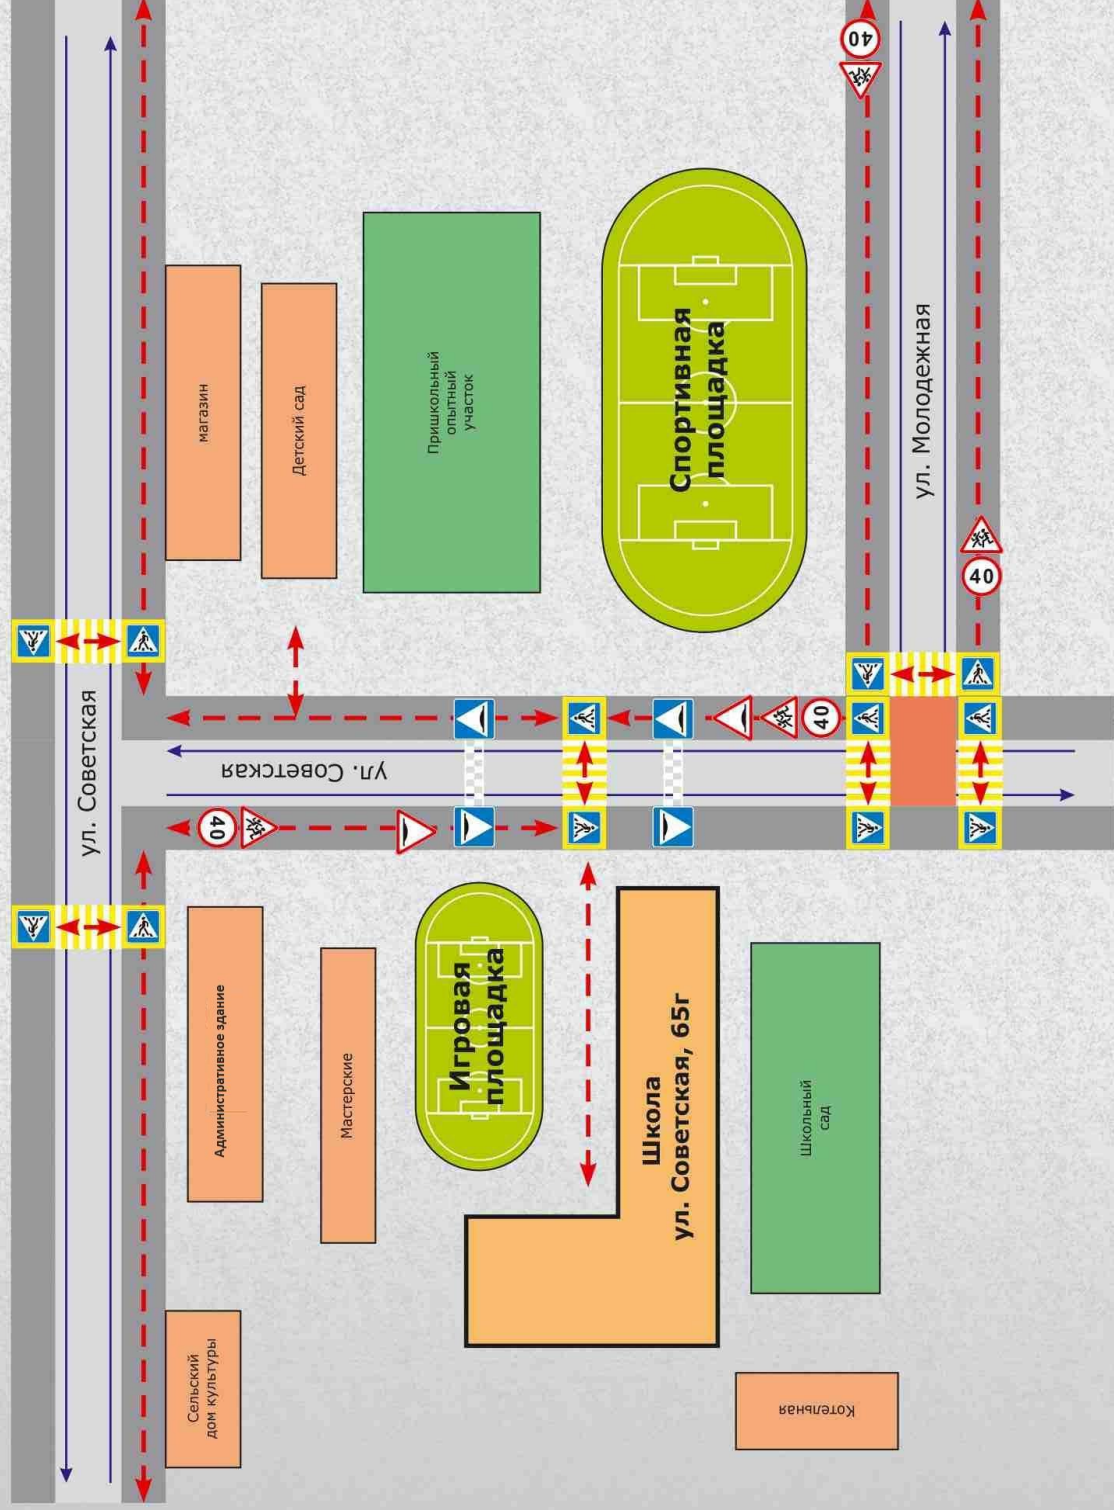 40
ул. Советская
магазин
Детский сад
Пришкольный
опытный
участок
Спортивная
площадка
ул. Молодежная
40
40
ул. Советская
40
Административное здание
Мастерские
Игровая
площадка
Школа
ул. Советская, 65г
Школьный
сад
Сельский
дом культуры
Котельная